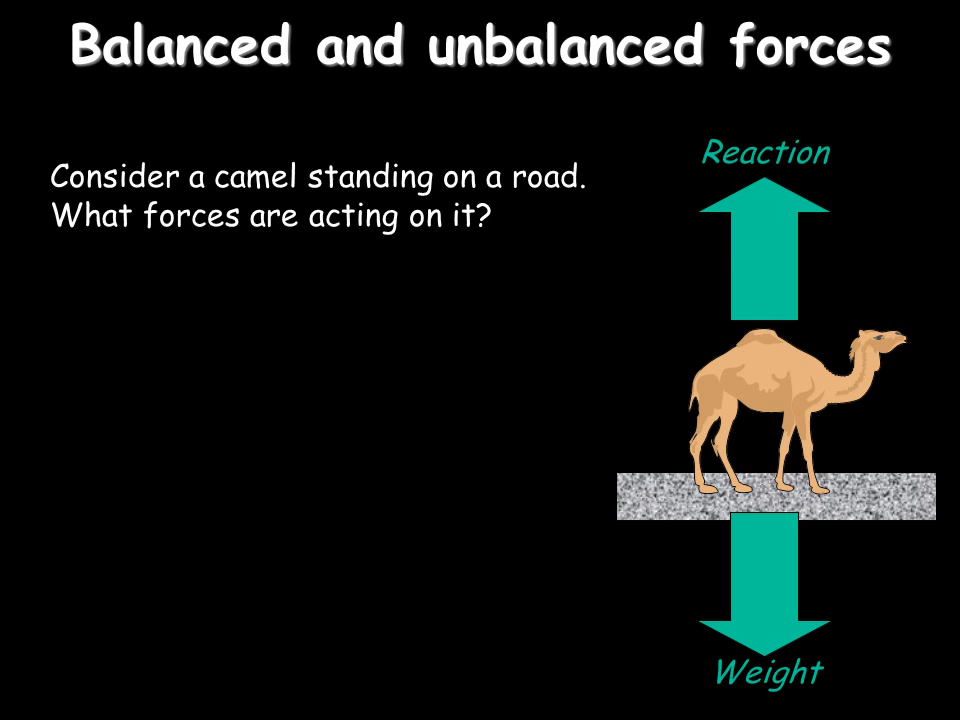 Balanced and unbalanced forces
Consider a camel standing on a road.
What forces are acting on it?
Reaction
Weight